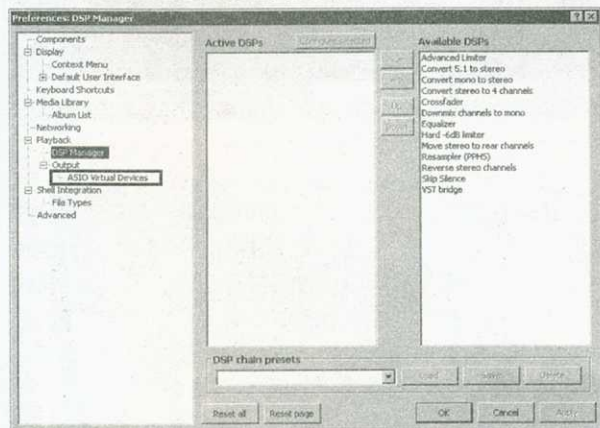 Preferences: DSP Manager
Components
Display
Context Menu
Default User Interface
Keyboard Shortcuts
Media Library
Album List
Networking
Playback
DSP Manager
Output
ASIO Virtual Devices
Shell Integration
File Types
Advanced
Active DSPs
Configure selected
Available DSPs
Advanced Limiter
Convert 5.1 to stereo
Convert mono to stereo
Convert stereo to 4 channels
Crossfader
Downmix channels to mono
Equalizer
Hard -6dB limiter
Move stereo to rear channels
Resampler (PPHS)
Reverse stereo channels
Skip Silence
VST bridge
Up
DSP chain presets
Load
Save
Delete
Reset all
Reset page
OK
Cancel
Apply